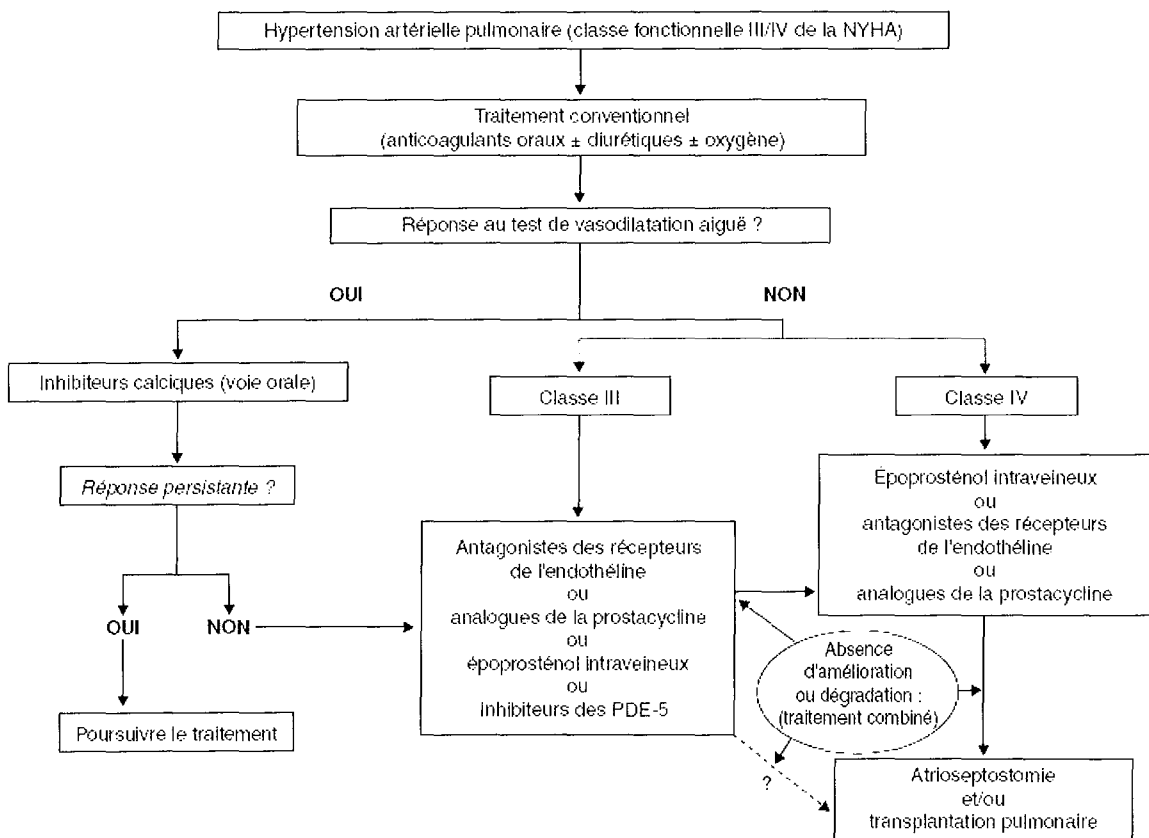 Hypertension artérielle pulmonaire (classe fonctionnelle III/IV de la NYHA)
Traitement conventionnel
(anticoagulants oraux ± diurétiques ± oxygène)
Réponse au test de vasodilatation aiguë ?
OUI
NON
Inhibiteurs calciques (voie orale)
Classe III
Classe IV
Réponse persistante ?
Époprosténol intraveineux
ou
antagonistes des récepteurs
de l'endothéline
ou
analogues de la prostacycline
Antagonistes des récepteurs
de l'endothéline
ou
analogues de la prostacycline
ou
époprosténol intraveineux
ou
inhibiteurs des PDE-5
OUI
NON
Absence
d'amélioration
ou dégradation :
(traitement combiné)
Poursuivre le traitement
?
Atrioseptostomie
et/ou
transplantation pulmonaire